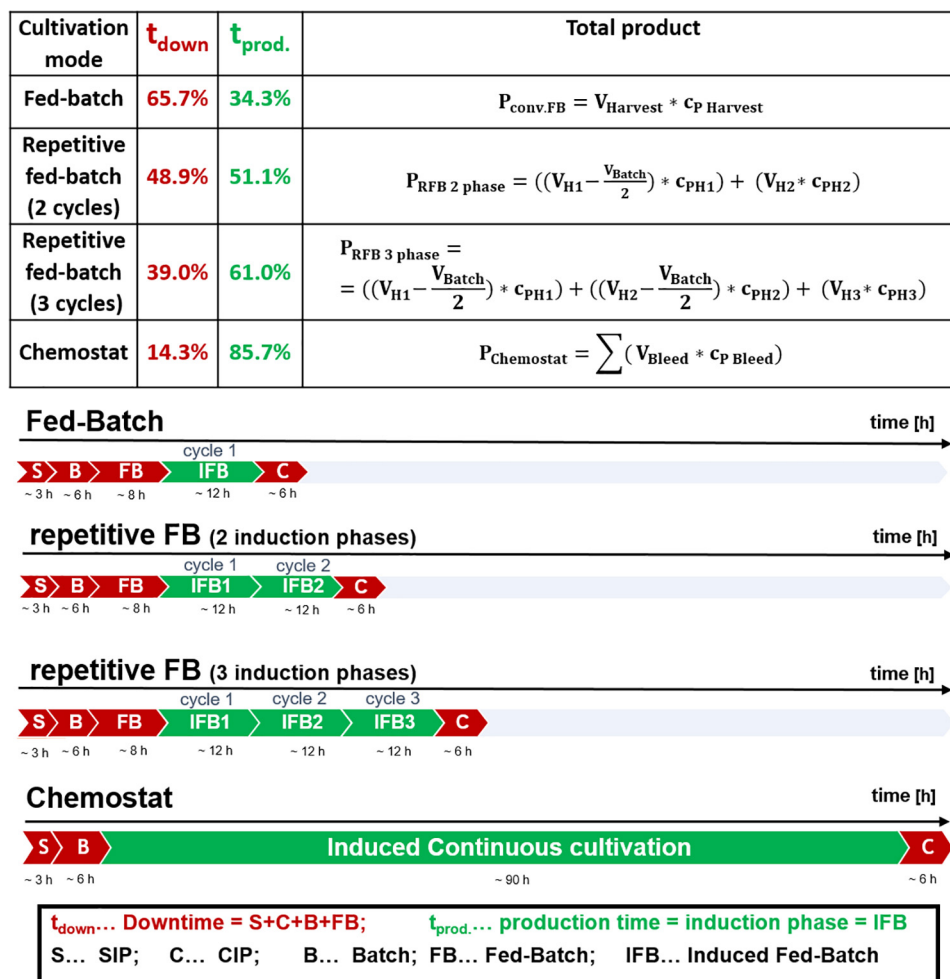 Cultivation mode t_down t_prod. Total product
Fed-batch 65.7% 34.3% P_conv.FB = V_Harvest * c_P Harvest
Repetitive fed-batch (2 cycles) 48.9% 51.1% P_RFB 2 phase = ((V_H1 − V_Batch/2) * c_PH1) + (V_H2 * c_PH2)
Repetitive fed-batch (3 cycles) 39.0% 61.0% P_RFB 3 phase =
= ((V_H1 − V_Batch/2) * c_PH1) + ((V_H2 − V_Batch/2) * c_PH2) + (V_H3 * c_PH3)
Chemostat 14.3% 85.7% P_Chemostat = ∑(V_Bleed * c_P Bleed)
Fed-Batch time [h]
cycle 1
S B FB IFB C
~ 3 h ~ 6 h ~ 8 h ~ 12 h ~ 6 h
repetitive FB (2 induction phases) time [h]
cycle 1 cycle 2
S B FB IFB1 IFB2 C
~ 3 h ~ 6 h ~ 8 h ~ 12 h ~ 12 h ~ 6 h
repetitive FB (3 induction phases) time [h]
cycle 1 cycle 2 cycle 3
S B FB IFB1 IFB2 IFB3 C
~ 3 h ~ 6 h ~ 8 h ~ 12 h ~ 12 h ~ 12 h ~ 6 h
Chemostat time [h]
S B Induced Continuous cultivation C
~ 3 h ~ 6 h ~ 90 h ~ 6 h
t_down... Downtime = S+C+B+FB; t_prod.... production time = induction phase = IFB
S... SIP; C... CIP; B... Batch; FB... Fed-Batch; IFB... Induced Fed-Batch